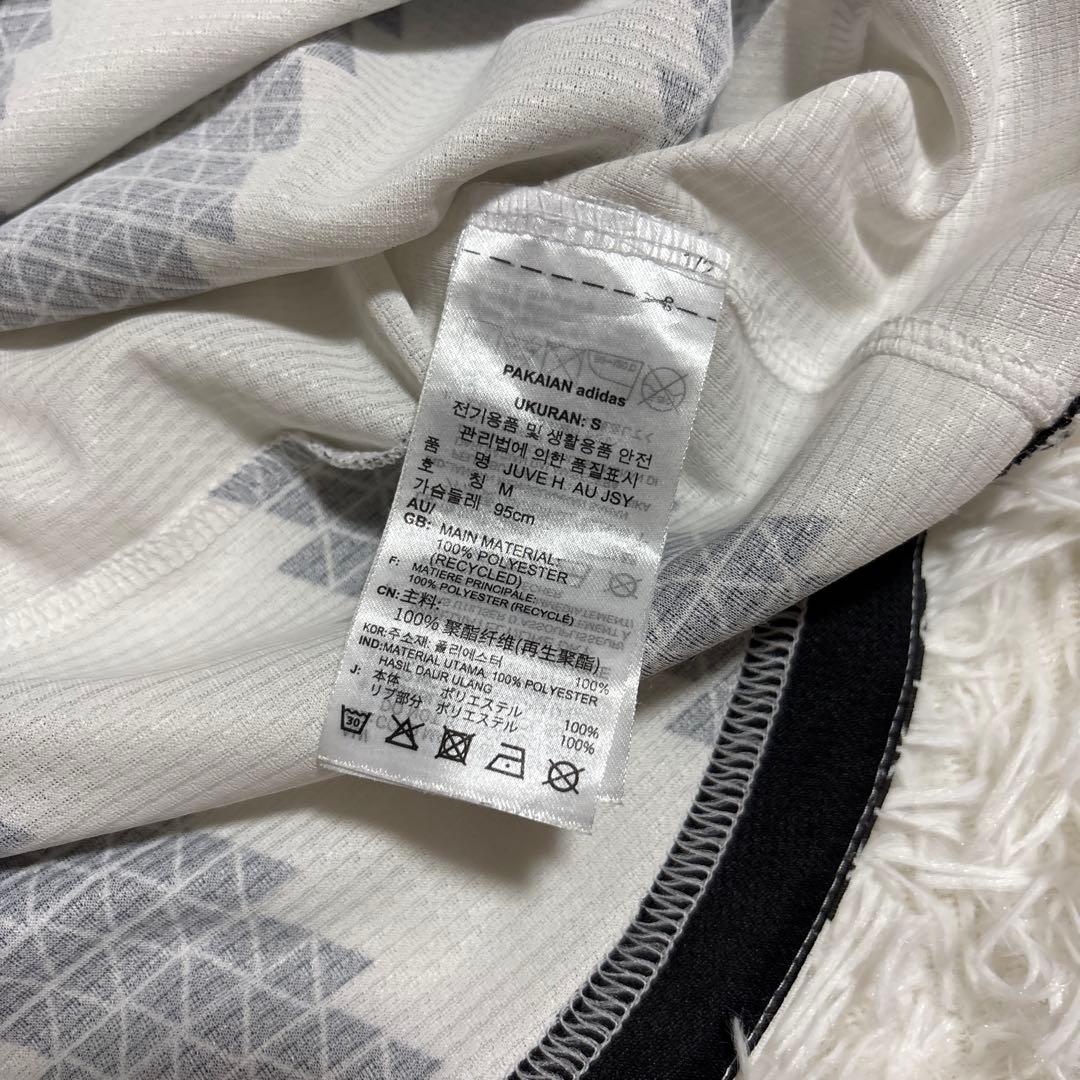 1/2
PAKAIAN adidas
UKURAN: S
전기용품 및 생활용품 안전
관리법에 의한 품질표시
품 명 JUVE H AU JSY
호 칭 M
가슴둘레 95cm
AU/
GB: MAIN MATERIAL:
100% POLYESTER
(RECYCLED)
F: MATIERE PRINCIPALE:
100% POLYESTER (RECYCLÉ)
CN: 主料:
100% 聚酯纤维(再生聚酯)
KOR: 주소재: 폴리에스터 100%
IND: MATERIAL UTAMA: 100% POLYESTER
HASIL DAUR ULANG
J: 本体 ポリエステル 100%
リブ部分 ポリエステル 100%
30